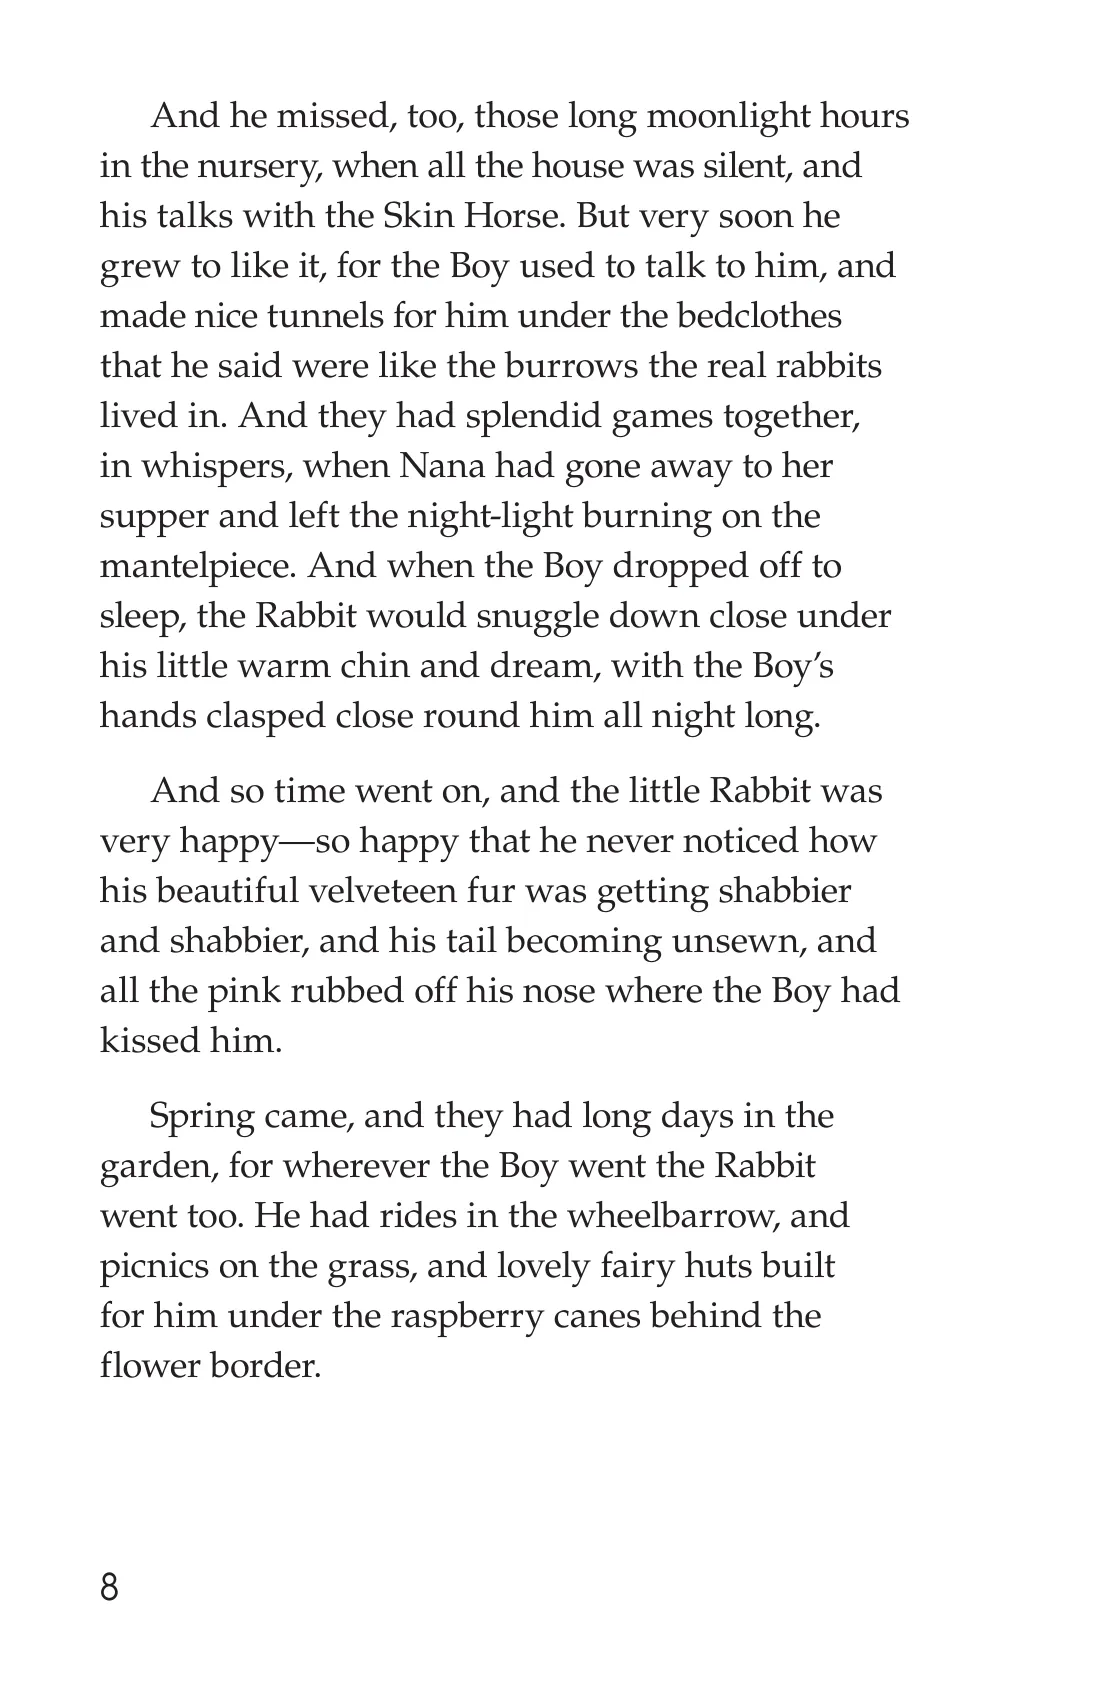 And he missed, too, those long moonlight hours
in the nursery, when all the house was silent, and
his talks with the Skin Horse. But very soon he
grew to like it, for the Boy used to talk to him, and
made nice tunnels for him under the bedclothes
that he said were like the burrows the real rabbits
lived in. And they had splendid games together,
in whispers, when Nana had gone away to her
supper and left the night-light burning on the
mantelpiece. And when the Boy dropped off to
sleep, the Rabbit would snuggle down close under
his little warm chin and dream, with the Boy’s
hands clasped close round him all night long.
And so time went on, and the little Rabbit was
very happy—so happy that he never noticed how
his beautiful velveteen fur was getting shabbier
and shabbier, and his tail becoming unsewn, and
all the pink rubbed off his nose where the Boy had
kissed him.
Spring came, and they had long days in the
garden, for wherever the Boy went the Rabbit
went too. He had rides in the wheelbarrow, and
picnics on the grass, and lovely fairy huts built
for him under the raspberry canes behind the
flower border.
8